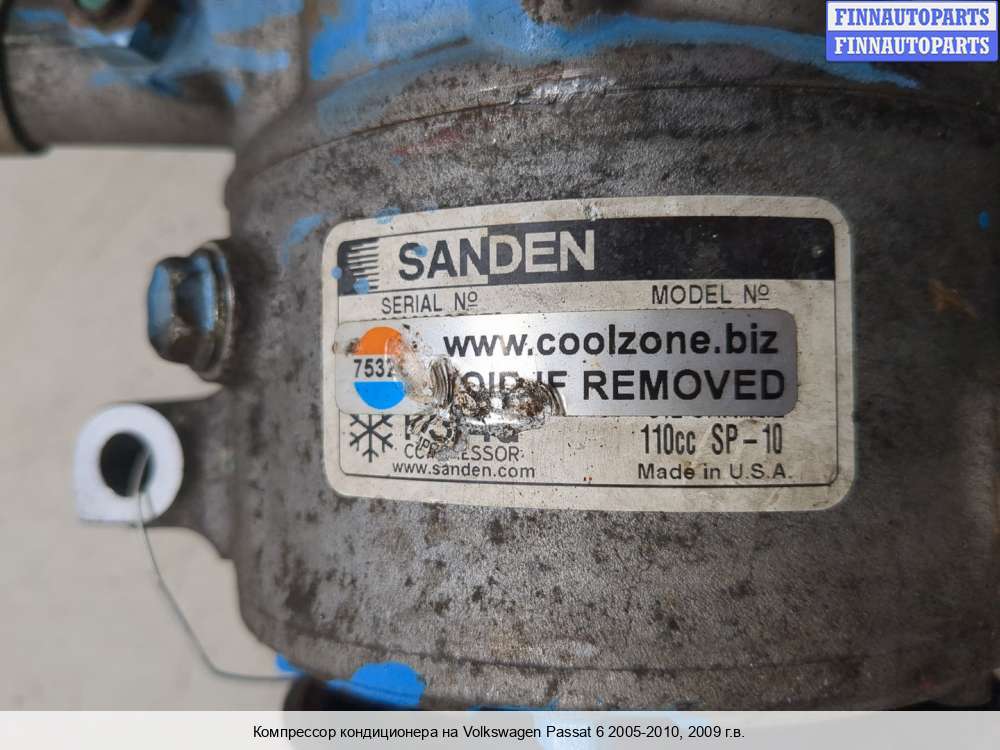 FINNAUTOPARTS
FINNAUTOPARTS
SANDEN
SERIAL Nº MODEL Nº
www.coolzone.biz
7532 IF REMOVED
110cc SP-10
www.sanden.com Made in U.S.A.
Компрессор кондиционера на Volkswagen Passat 6 2005-2010, 2009 г.в.